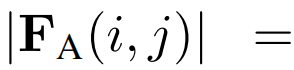 |F_A(i, j)| =